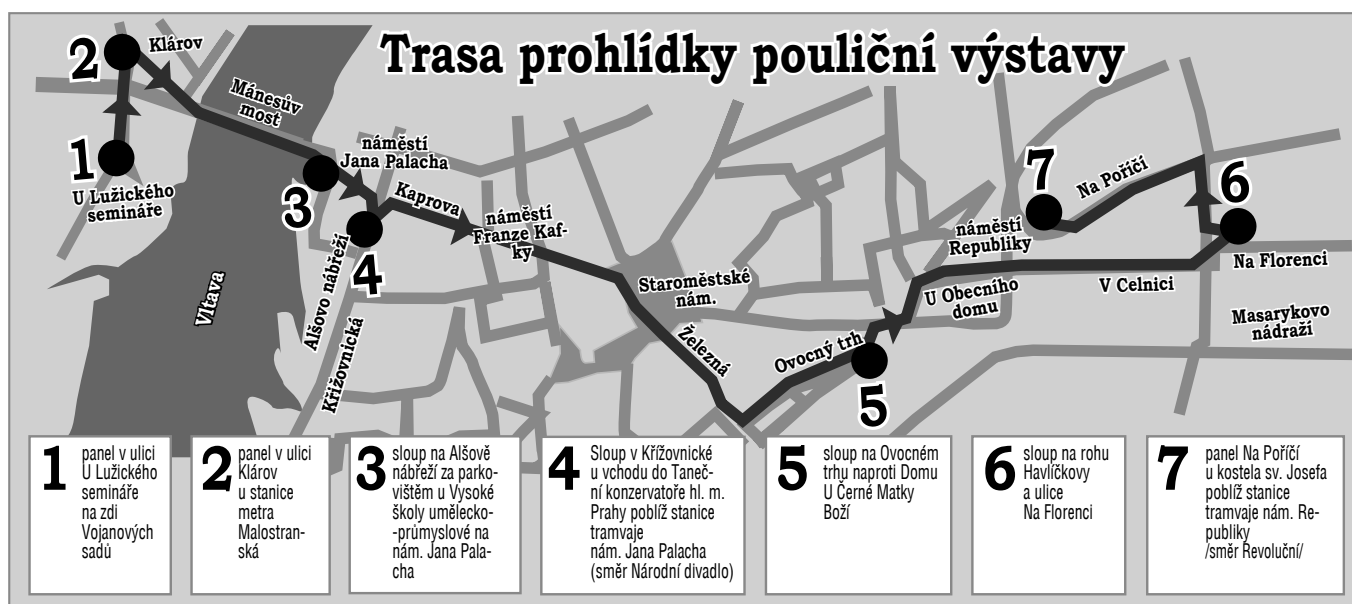 Trasa prohlídky pouliční výstavy
2
Klárov
Mánesův
most
1
U Lužického
semináře
náměstí
Jana Palacha
3
Kaprova
4
Alšovo nábřeží
Křižovnická
Vltava
náměstí
Franze Kaf-
ky
Staroměstské
nám.
Železná
Ovocný trh
5
U Obecního
domu
náměstí
Republiky
7
Na Poříčí
6
Na Florenci
V Celnici
Masarykovo
nádraží
1
panel v ulici
U Lužického
semináře
na zdi
Vojanových
sadů
2
panel v ulici
Klárov
u stanice
metra
Malostran-
ská
3
sloup na Alšově
nábřeží za parko-
vištěm u Vysoké
školy umělecko-
-průmyslové na
nám. Jana Pala-
cha
4
Sloup v Křížovnické
u vchodu do Taneč-
ní konzervatoře hl. m.
Prahy poblíž stanice
tramvaje
nám. Jana Palacha
(směr Národní divadlo)
5
sloup na Ovocném
trhu naproti Domu
U Černé Matky
Boží
6
sloup na rohu
Havlíčkovy
a ulice
Na Florenci
7
panel Na Poříčí
u kostela sv. Josefa
poblíž stanice
tramvaje nám. Re-
publiky
/směr Revoluční/